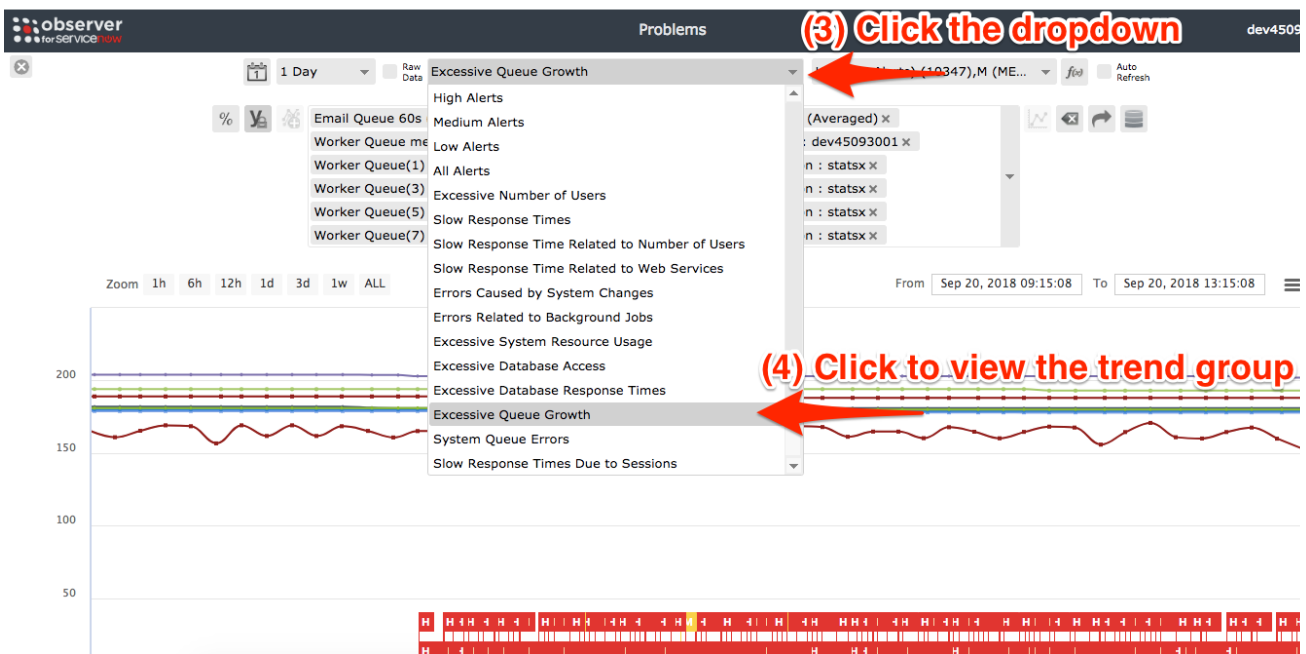 observer
for servicenow
Problems
(3) Click the dropdown
dev4509
1
1 Day
Raw Data
Excessive Queue Growth
(10347),M (ME...
f(x)
Auto Refresh
High Alerts
Medium Alerts
Low Alerts
All Alerts
Excessive Number of Users
Slow Response Times
Slow Response Time Related to Number of Users
Slow Response Time Related to Web Services
Errors Caused by System Changes
Errors Related to Background Jobs
Excessive System Resource Usage
Excessive Database Access
Excessive Database Response Times
Excessive Queue Growth
System Queue Errors
Slow Response Times Due to Sessions
%
Email Queue 60s
(Averaged) ×
Worker Queue me
: dev45093001 ×
Worker Queue(1)
n : statsx ×
Worker Queue(3)
n : statsx ×
Worker Queue(5)
n : statsx ×
Worker Queue(7)
n : statsx ×
Zoom 1h 6h 12h 1d 3d 1w ALL
From Sep 20, 2018 09:15:08 To Sep 20, 2018 13:15:08
(4) Click to view the trend group
200
150
100
50